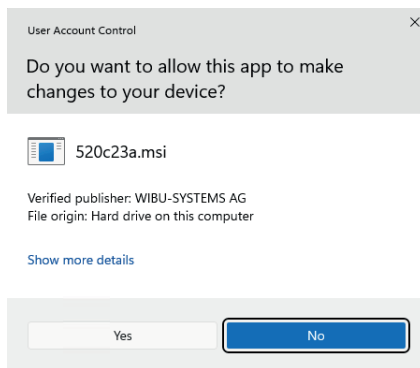 User Account Control
Do you want to allow this app to make
changes to your device?
520c23a.msi
Verified publisher: WIBU-SYSTEMS AG
File origin: Hard drive on this computer
Show more details
Yes
No